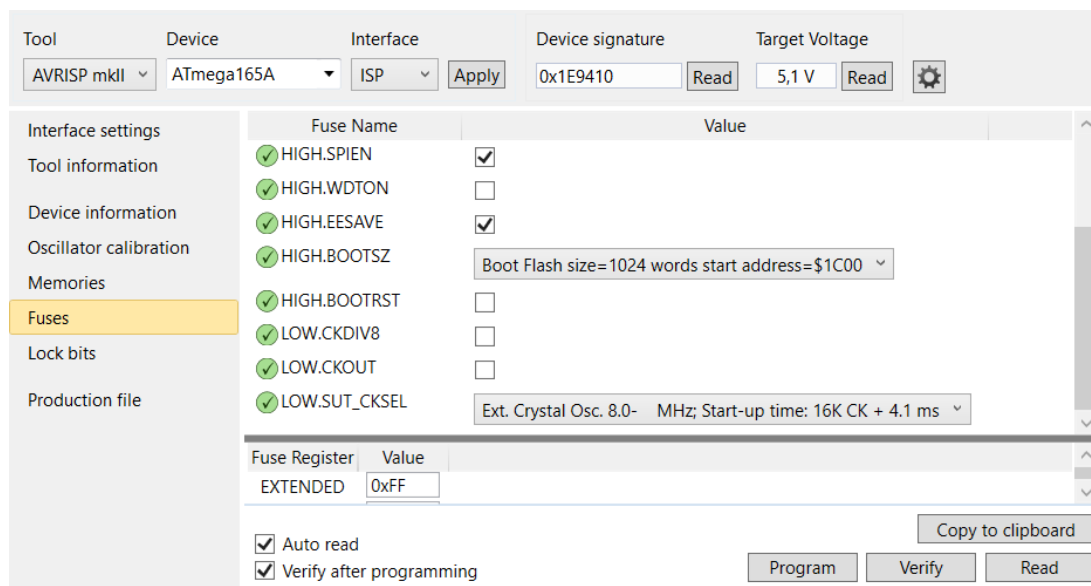 Tool Device Interface Device signature Target Voltage
AVRISP mkII ATmega165A ISP Apply 0x1E9410 Read 5,1 V Read
Interface settings
Tool information
Device information
Oscillator calibration
Memories
Fuses
Lock bits
Production file
Fuse Name Value
HIGH.SPIEN
HIGH.WDTON
HIGH.EESAVE
HIGH.BOOTSZ Boot Flash size=1024 words start address=$1C00
HIGH.BOOTRST
LOW.CKDIV8
LOW.CKOUT
LOW.SUT_CKSEL Ext. Crystal Osc. 8.0- MHz; Start-up time: 16K CK + 4.1 ms
Fuse Register Value
EXTENDED 0xFF
Copy to clipboard
Auto read
Verify after programming
Program Verify Read